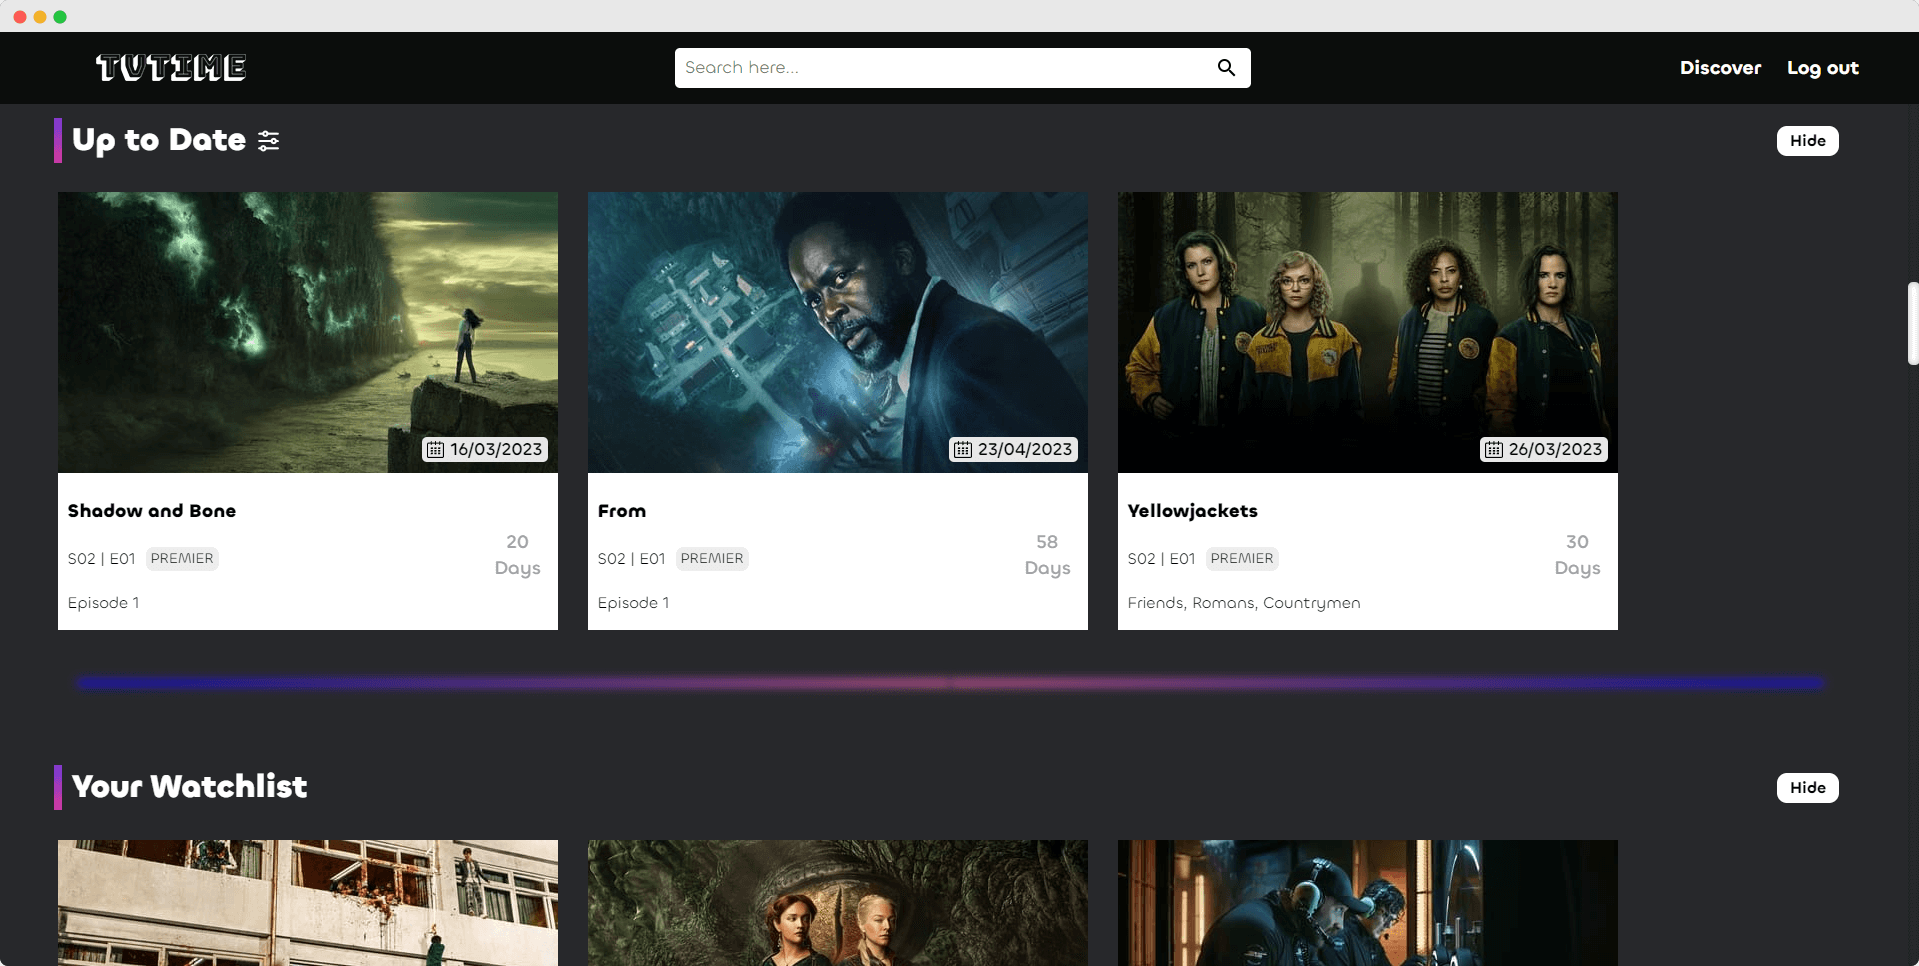 TVTIME
Search here...
Discover
Log out
Up to Date
Hide
16/03/2023
23/04/2023
26/03/2023
Shadow and Bone
S02 | E01 PREMIER
20
Days
Episode 1
From
S02 | E01 PREMIER
58
Days
Episode 1
Yellowjackets
S02 | E01 PREMIER
30
Days
Friends, Romans, Countrymen
Your Watchlist
Hide